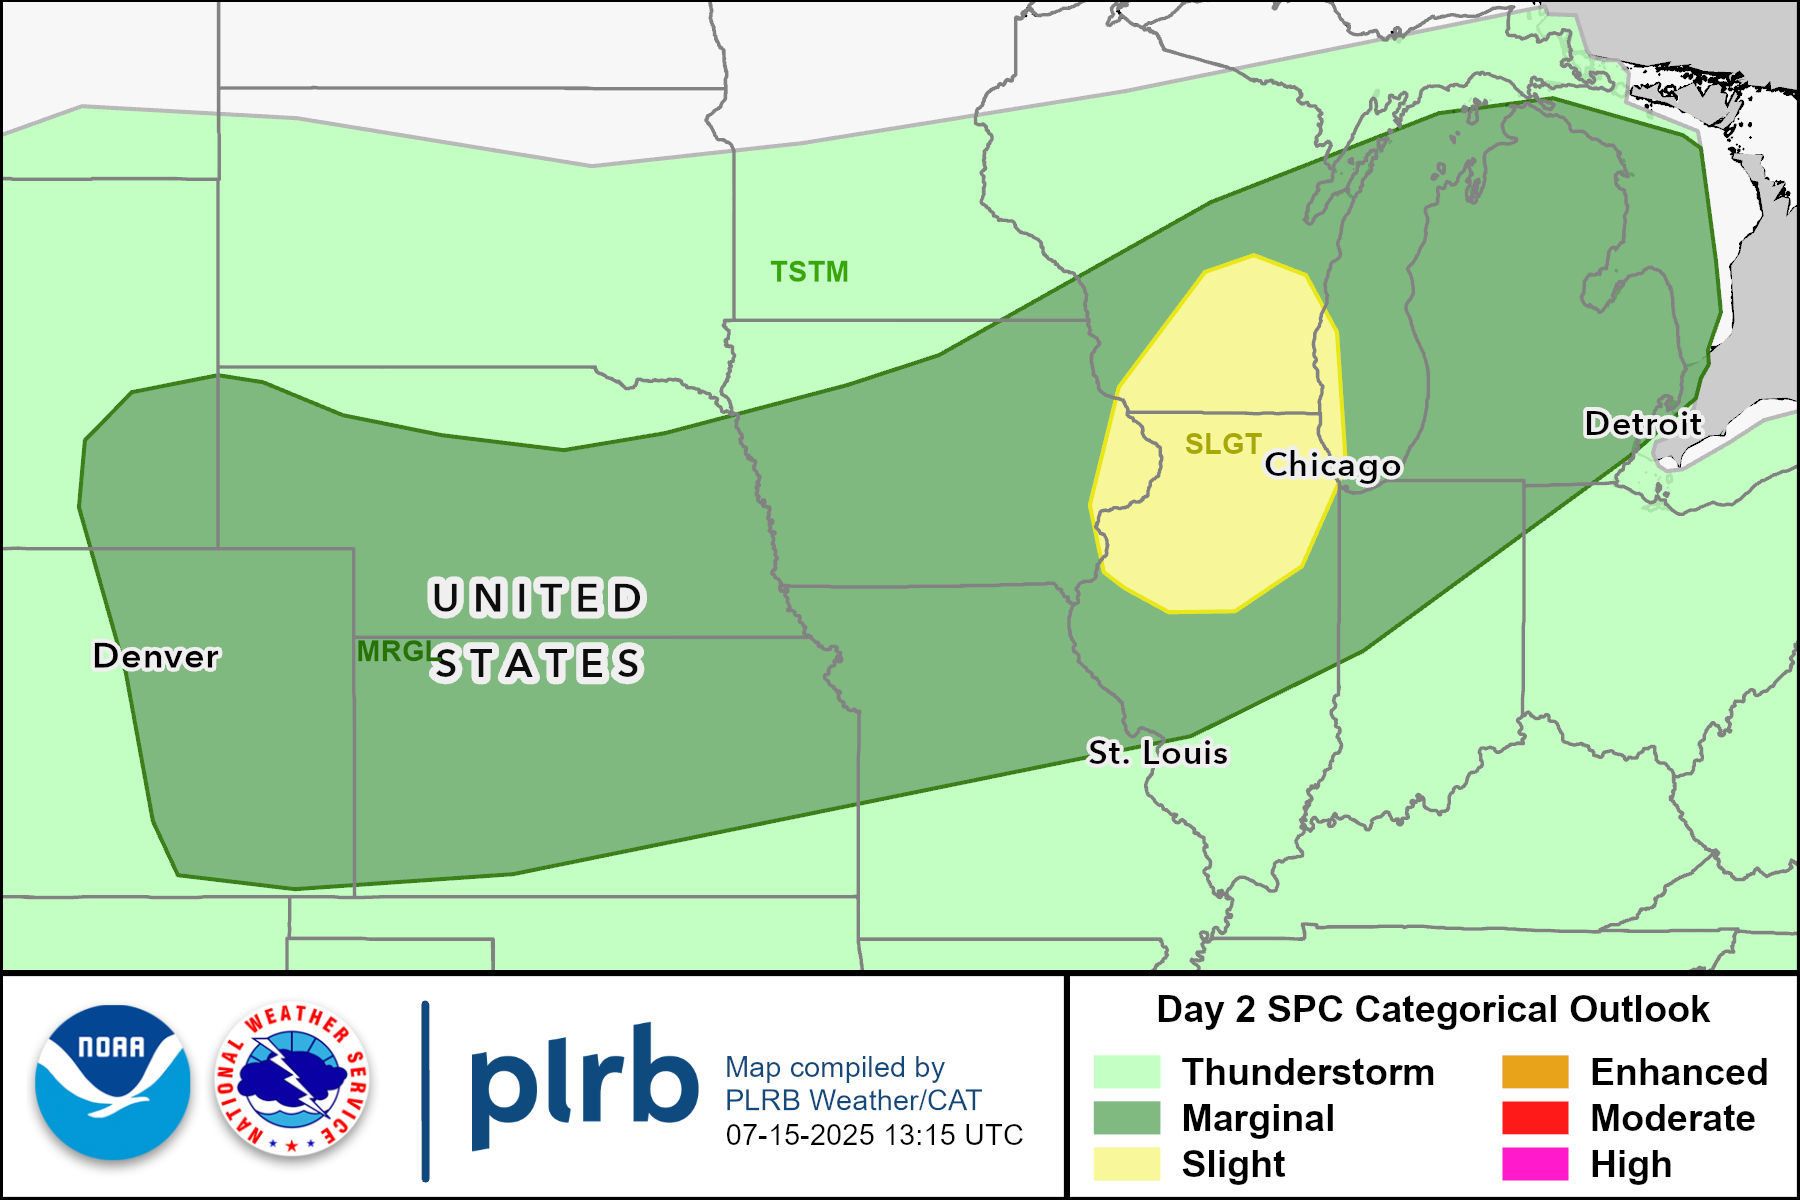 TSTM
Detroit
SLGT
Chicago
UNITED
STATES
MRGL
Denver
St. Louis
NOAA
NATIONAL WEATHER SERVICE
plrb
Map compiled by
PLRB Weather/CAT
07-15-2025 13:15 UTC
Day 2 SPC Categorical Outlook
Thunderstorm
Enhanced
Marginal
Moderate
Slight
High